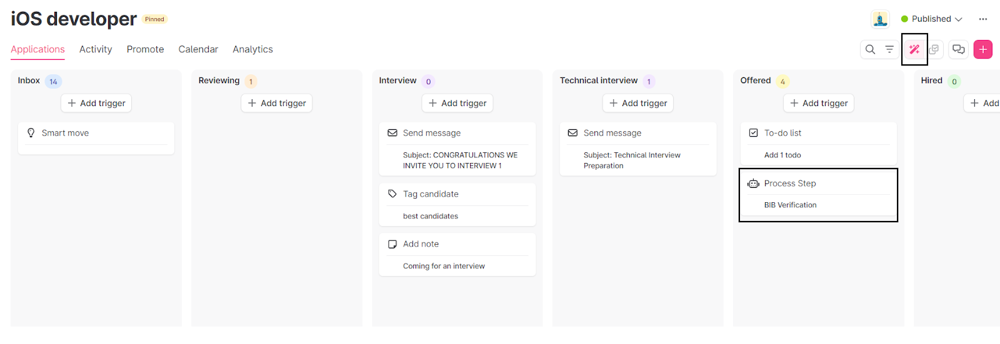 iOS developer Pinned
Published
Applications Activity Promote Calendar Analytics
Inbox 14
Add trigger
Smart move
Reviewing 1
Add trigger
Interview 0
Add trigger
Send message
Subject: CONGRATULATIONS WE
INVITE YOU TO INTERVIEW 1
Tag candidate
best candidates
Add note
Coming for an interview
Technical interview 1
Add trigger
Send message
Subject: Technical Interview
Preparation
Offered 4
Add trigger
To-do list
Add 1 todo
Process Step
BIB Verification
Hired 0
Add